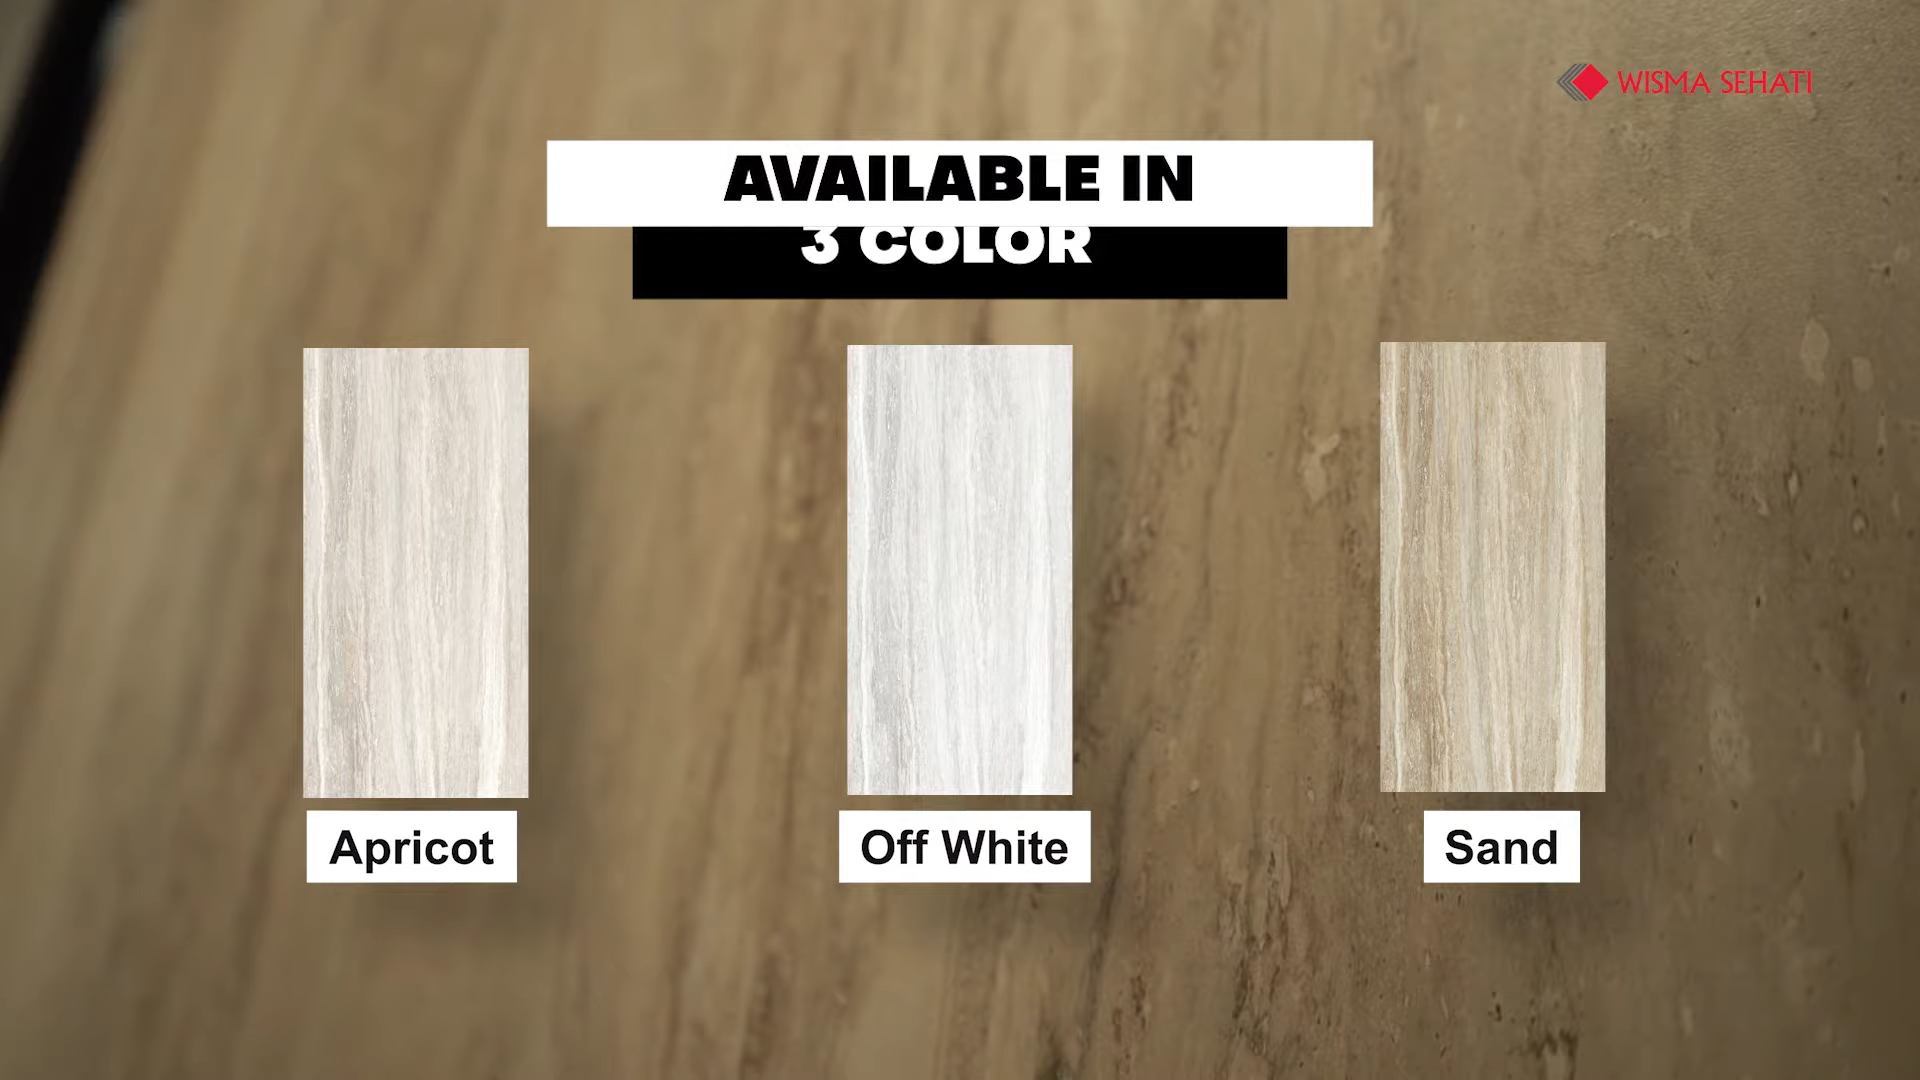 WISMA SEHATI
AVAILABLE IN
3 COLOR
Apricot
Off White
Sand